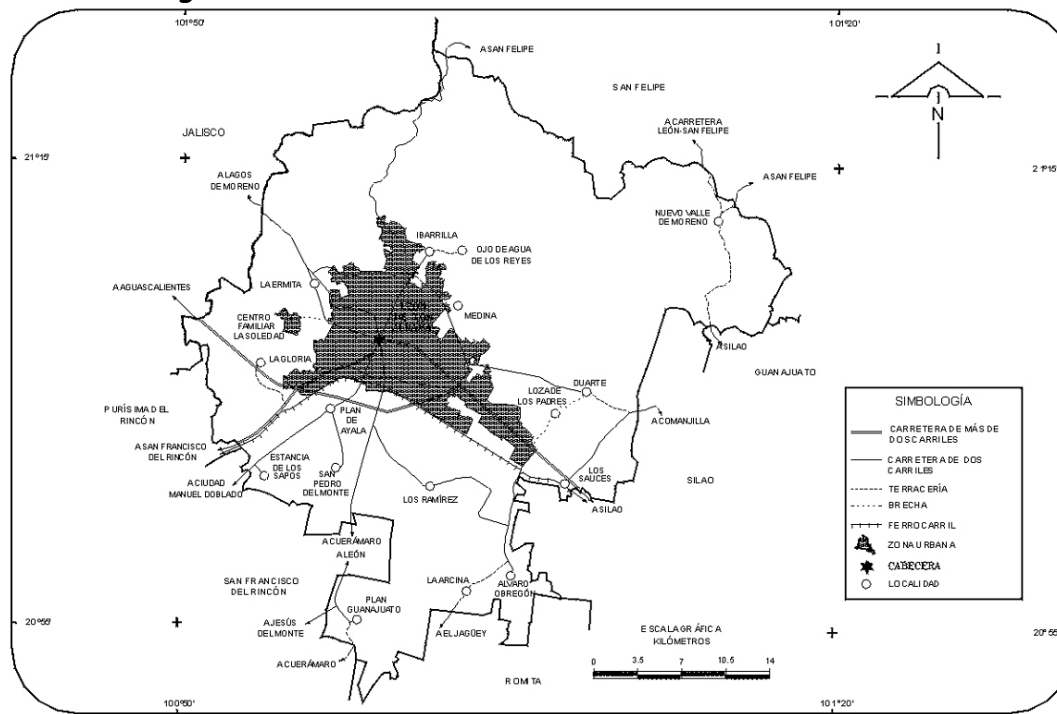 101°50'
101°20'
A SAN FELIPE
SAN FELIPE
JALISCO
A CARRETERA
LEÓN-SAN FELIPE
N
21°15'
21°15'
A LAGOS
DE MORENO
A SAN FELIPE
NUEVO VALLE
DE MORENO
IBARRILLA
OJO DE AGUA
DE LOS REYES
LA ERMITA
A AGUASCALIENTES
CENTRO
FAMILIAR
LA SOLEDAD
MEDINA
A SILAO
LA GLORIA
GUANAJUATO
DUARTE
LOZA DE
LOS PADRES
PURÍSIMA DEL
RINCÓN
PLAN
DE
AYALA
A COMANJILLA
A SAN FRANCISCO
DEL RINCÓN
ESTANCIA
DE LOS
SAPOS
SAN
PEDRO
DEL MONTE
A CIUDAD
MANUEL DOBLADO
LOS RAMÍREZ
LOS
SAUCES
SILAO
A SILAO
A CUERÁMARO
A LEÓN
SAN FRANCISCO
DEL RINCÓN
LA ARCINA
ALVARO
OBREGÓN
PLAN
GUANAJUATO
A JESÚS
DEL MONTE
A EL JAGÜEY
A CUERÁMARO
ROMITA
20°55'
20°55'
100°50'
101°20'
ESCALA GRÁFICA
KILÓMETROS
0 3.5 7 10.5 14
SIMBOLOGÍA
CARRETERA DE MÁS DE
DOS CARRILES
CARRETERA DE DOS
CARRILES
TERRACERÍA
BRECHA
FERROCARRIL
ZONA URBANA
CABECERA
LOCALIDAD